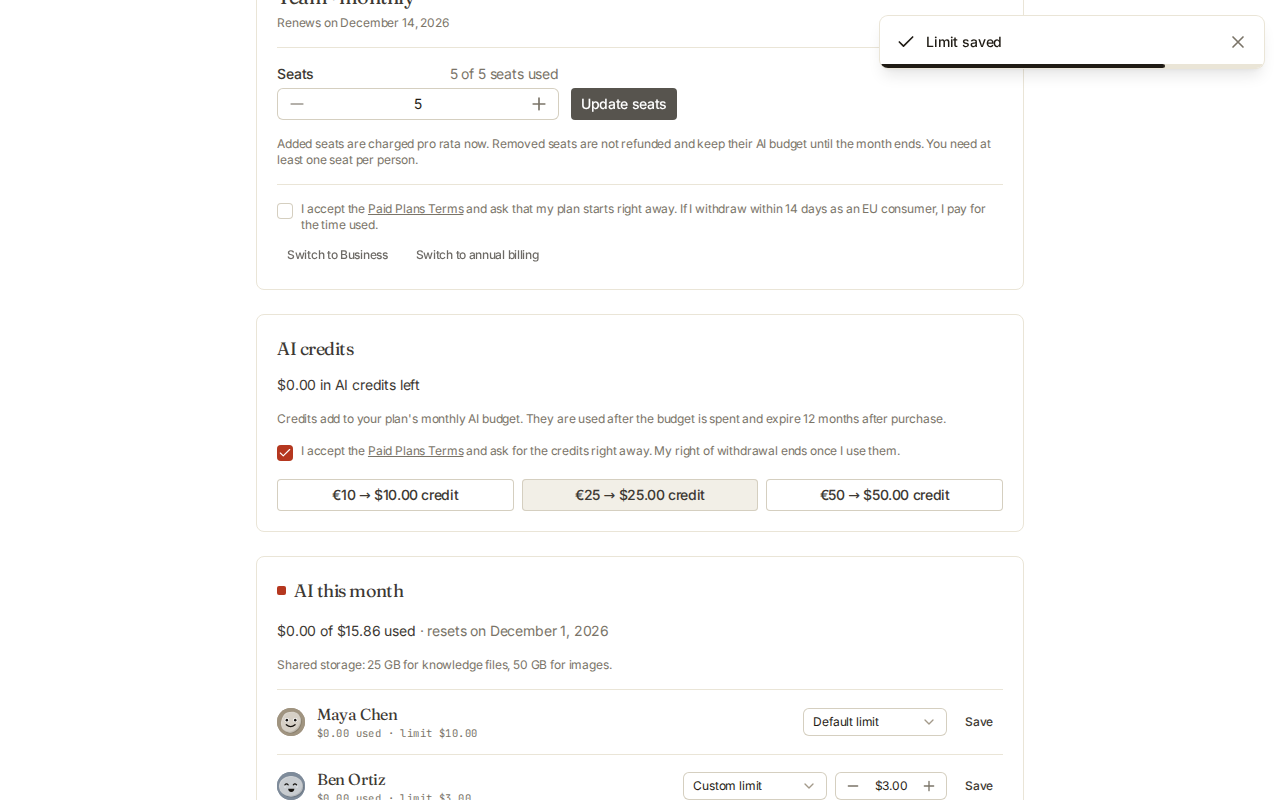 Team · monthly
Renews on December 14, 2026
Limit saved
Seats
5 of 5 seats used
5
Update seats
Added seats are charged pro rata now. Removed seats are not refunded and keep their AI budget until the month ends. You need at
least one seat per person.
I accept the Paid Plans Terms and ask that my plan starts right away. If I withdraw within 14 days as an EU consumer, I pay for
the time used.
Switch to Business
Switch to annual billing
AI credits
$0.00 in AI credits left
Credits add to your plan's monthly AI budget. They are used after the budget is spent and expire 12 months after purchase.
I accept the Paid Plans Terms and ask for the credits right away. My right of withdrawal ends once I use them.
€10 → $10.00 credit
€25 → $25.00 credit
€50 → $50.00 credit
AI this month
$0.00 of $15.86 used · resets on December 1, 2026
Shared storage: 25 GB for knowledge files, 50 GB for images.
Maya Chen
$0.00 used · limit $10.00
Default limit
Save
Ben Ortiz
$0.00 used · limit $3.00
Custom limit
$3.00
Save